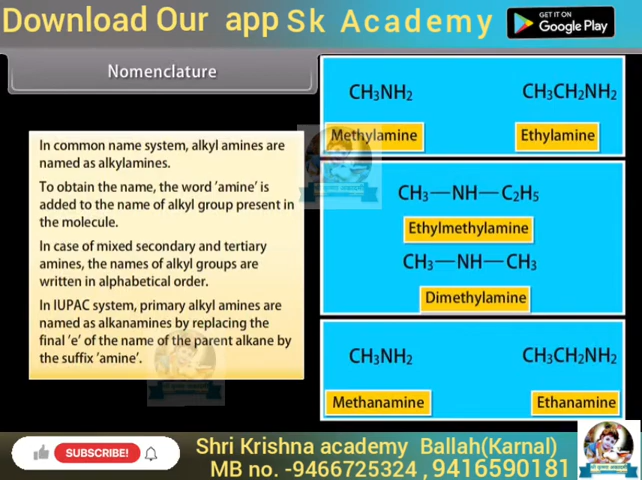 Download Our app Sk Academy
GET IT ON
Google Play
Nomenclature
In common name system, alkyl amines are
named as alkylamines.
To obtain the name, the word 'amine' is
added to the name of alkyl group present in
the molecule.
In case of mixed secondary and tertiary
amines, the names of alkyl groups are
written in alphabetical order.
In IUPAC system, primary alkyl amines are
named as alkanamines by replacing the
final 'e' of the name of the parent alkane by
the suffix 'amine'.
CH₃NH₂ CH₃CH₂NH₂
Methylamine Ethylamine
CH₃—NH—C₂H₅
Ethylmethylamine
CH₃—NH—CH₃
Dimethylamine
CH₃NH₂ CH₃CH₂NH₂
Methanamine Ethanamine
SUBSCRIBE!
Shri Krishna academy Ballah(Karnal)
MB no. -9466725324 , 9416590181